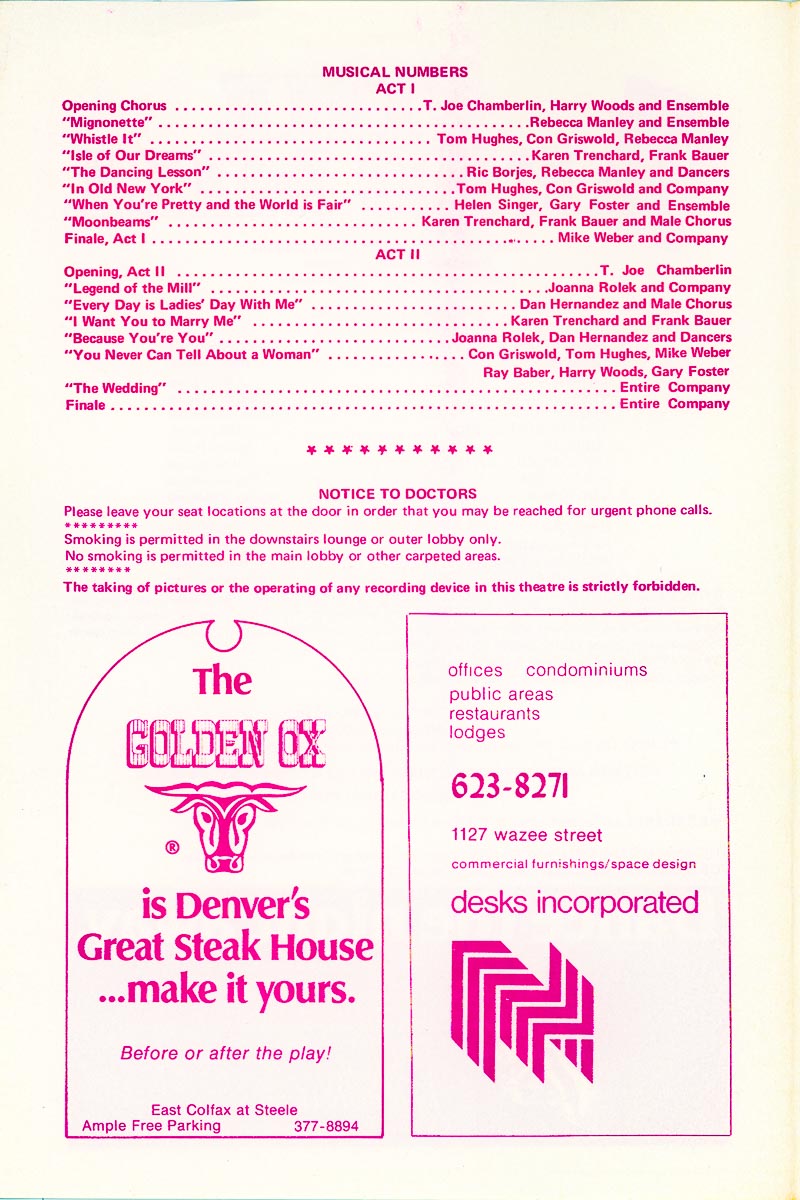 MUSICAL NUMBERS
ACT I
Opening Chorus ..............................T. Joe Chamberlin, Harry Woods and Ensemble
“Mignonette” .............................................Rebecca Manley and Ensemble
“Whistle It” .................................. Tom Hughes, Con Griswold, Rebecca Manley
“Isle of Our Dreams” .......................................Karen Trenchard, Frank Bauer
“The Dancing Lesson” ...............................Ric Borjes, Rebecca Manley and Dancers
“In Old New York” ...............................Tom Hughes, Con Griswold and Company
“When You’re Pretty and the World is Fair” ........... Helen Singer, Gary Foster and Ensemble
“Moonbeams” .............................. Karen Trenchard, Frank Bauer and Male Chorus
Finale, Act I .................................................. Mike Weber and Company
ACT II
Opening, Act II ...................................................T. Joe Chamberlin
“Legend of the Mill” ..........................................Joanna Rolek and Company
“Every Day is Ladies’ Day With Me” .......................... Dan Hernandez and Male Chorus
“I Want You to Marry Me” ...............................Karen Trenchard and Frank Bauer
“Because You’re You” ............................Joanna Rolek, Dan Hernandez and Dancers
“You Never Can Tell About a Woman” ................. Con Griswold, Tom Hughes, Mike Weber
Ray Baber, Harry Woods, Gary Foster
“The Wedding” ..................................................... Entire Company
Finale ............................................................. Entire Company
* * * * * * * * * * *
NOTICE TO DOCTORS
Please leave your seat locations at the door in order that you may be reached for urgent phone calls.
*********
Smoking is permitted in the downstairs lounge or outer lobby only.
No smoking is permitted in the main lobby or other carpeted areas.
********
The taking of pictures or the operating of any recording device in this theatre is strictly forbidden.
The
GOLDEN OX
®
is Denver’s
Great Steak House
...make it yours.
Before or after the play!
East Colfax at Steele
Ample Free Parking 377-8894
offices condominiums
public areas
restaurants
lodges
623-8271
1127 wazee street
commercial furnishings/space design
desks incorporated